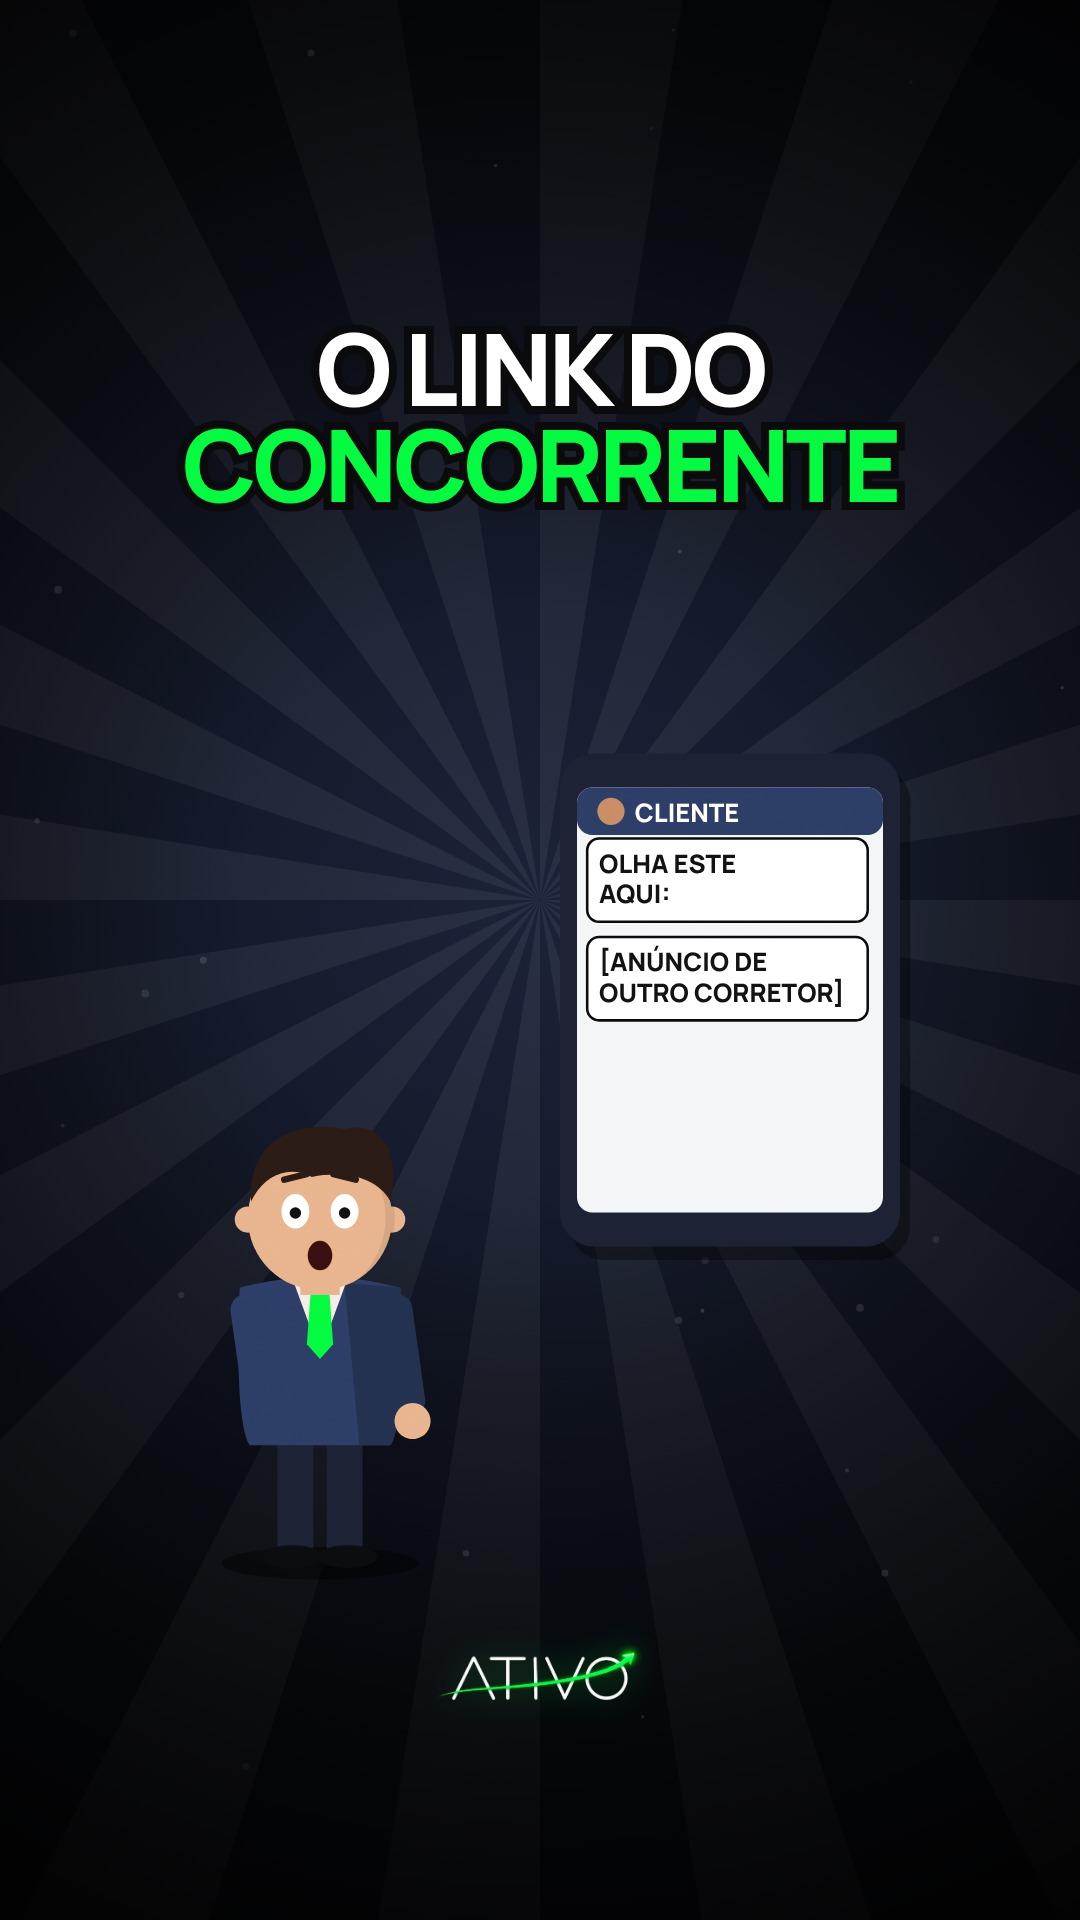 O LINK DO
CONCORRENTE
CLIENTE
OLHA ESTE
AQUI:
[ANÚNCIO DE
OUTRO CORRETOR]
ATIVO